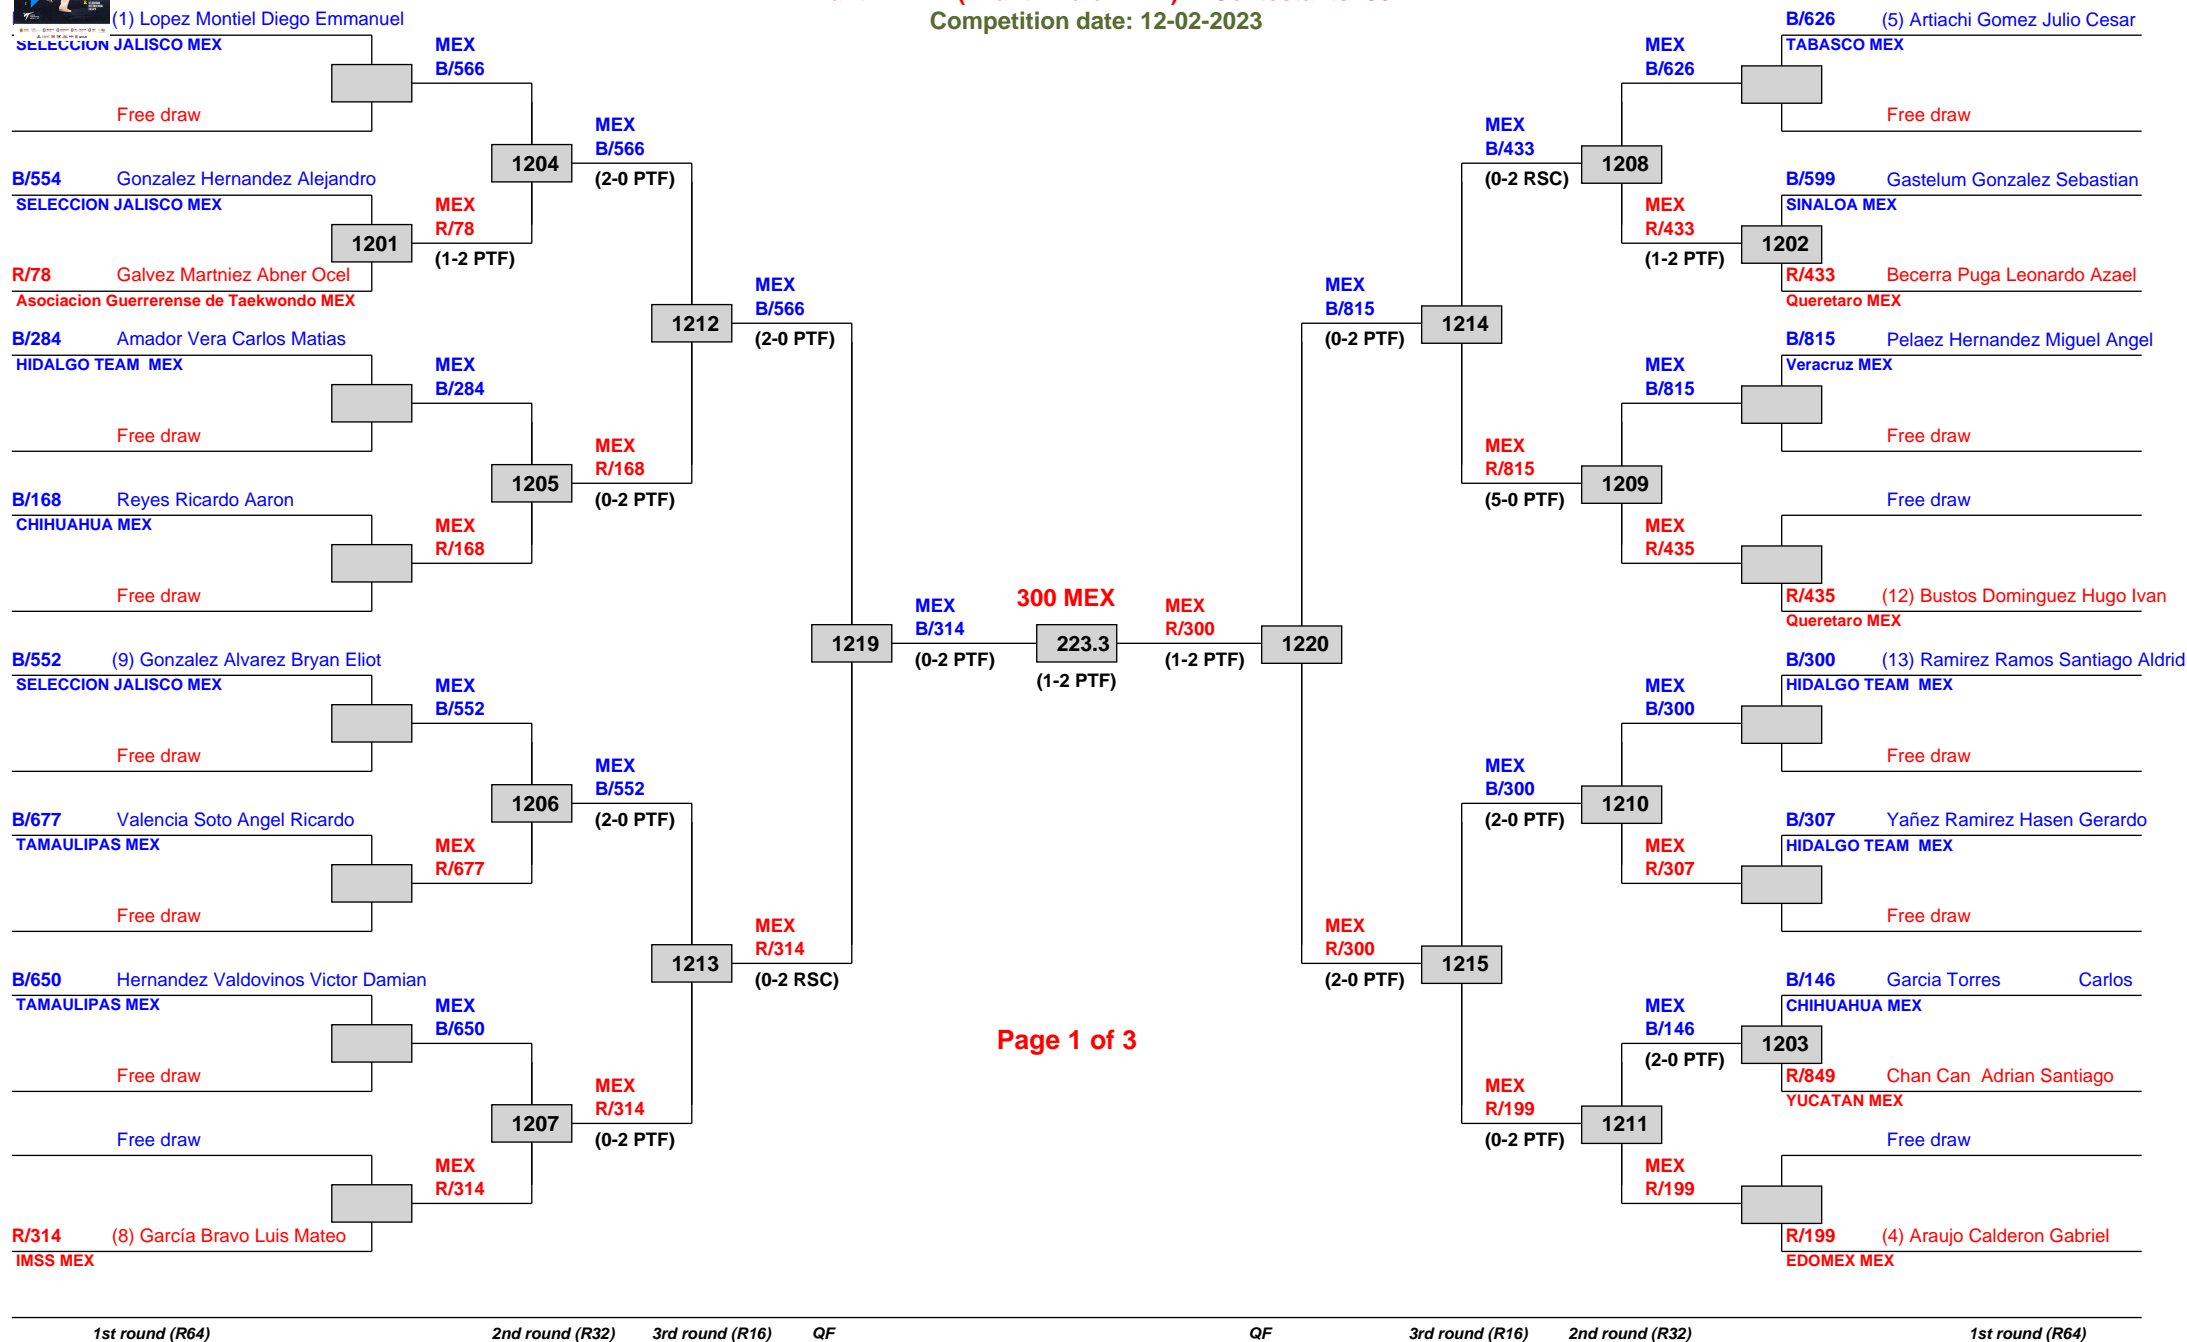 Competition date: 12-02-2023
(1) Lopez Montiel Diego Emmanuel
SELECCION JALISCO MEX
Free draw
B/554 Gonzalez Hernandez Alejandro
SELECCION JALISCO MEX
R/78 Galvez Martniez Abner Ocel
Asociacion Guerrerense de Taekwondo MEX
B/284 Amador Vera Carlos Matias
HIDALGO TEAM MEX
Free draw
B/168 Reyes Ricardo Aaron
CHIHUAHUA MEX
Free draw
B/552 (9) Gonzalez Alvarez Bryan Eliot
SELECCION JALISCO MEX
Free draw
B/677 Valencia Soto Angel Ricardo
TAMAULIPAS MEX
Free draw
B/650 Hernandez Valdovinos Victor Damian
TAMAULIPAS MEX
Free draw
Free draw
R/314 (8) García Bravo Luis Mateo
IMSS MEX
MEX
B/566
1201
MEX
R/78
(1-2 PTF)
MEX
B/284
MEX
R/168
MEX
B/552
MEX
R/677
MEX
B/650
MEX
R/314
1204
MEX
B/566
(2-0 PTF)
1205
MEX
R/168
(0-2 PTF)
1206
MEX
B/552
(2-0 PTF)
1207
MEX
R/314
(0-2 PTF)
1212
MEX
B/566
(2-0 PTF)
1213
MEX
R/314
(0-2 RSC)
1219
MEX
B/314
(0-2 PTF)
300 MEX
223.3
(1-2 PTF)
Page 1 of 3
MEX
R/300
(1-2 PTF)
1220
MEX
B/815
(0-2 PTF)
1214
MEX
R/300
(2-0 PTF)
1215
MEX
B/433
(0-2 RSC)
1208
MEX
R/815
(5-0 PTF)
1209
MEX
B/300
(2-0 PTF)
1210
MEX
R/199
(0-2 PTF)
1211
MEX
B/626
MEX
R/433
(1-2 PTF)
1202
MEX
B/815
MEX
R/435
MEX
B/300
MEX
R/307
MEX
B/146
(2-0 PTF)
1203
MEX
R/199
B/626 (5) Artiachi Gomez Julio Cesar
TABASCO MEX
Free draw
B/599 Gastelum Gonzalez Sebastian
SINALOA MEX
R/433 Becerra Puga Leonardo Azael
Queretaro MEX
B/815 Pelaez Hernandez Miguel Angel
Veracruz MEX
Free draw
Free draw
R/435 (12) Bustos Dominguez Hugo Ivan
Queretaro MEX
B/300 (13) Ramirez Ramos Santiago Aldrid
HIDALGO TEAM MEX
Free draw
B/307 Yañez Ramirez Hasen Gerardo
HIDALGO TEAM MEX
Free draw
B/146 Garcia Torres Carlos
CHIHUAHUA MEX
R/849 Chan Can Adrian Santiago
YUCATAN MEX
Free draw
R/199 (4) Araujo Calderon Gabriel
EDOMEX MEX
1st round (R64) 2nd round (R32) 3rd round (R16) QF QF 3rd round (R16) 2nd round (R32) 1st round (R64)